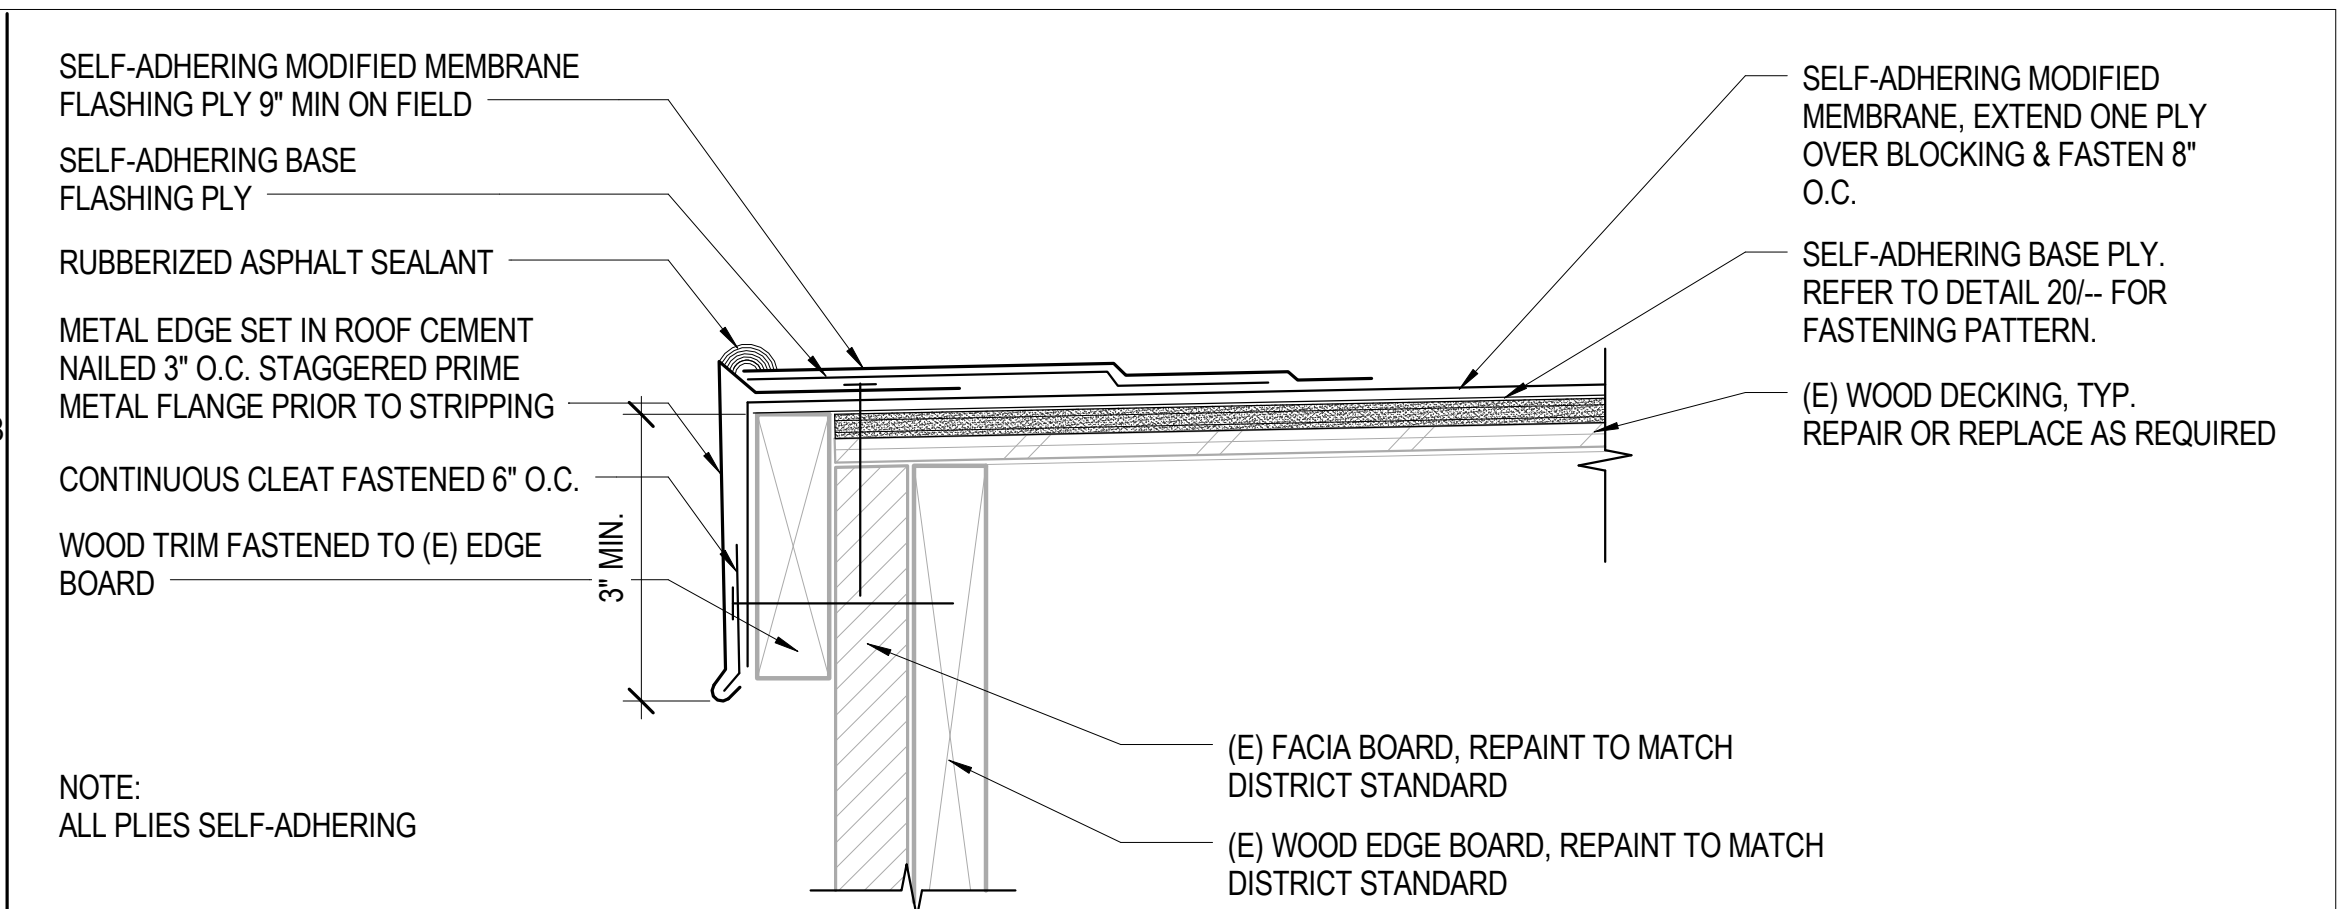 SELF-ADHERING MODIFIED MEMBRANE
FLASHING PLY 9" MIN ON FIELD
SELF-ADHERING BASE
FLASHING PLY
RUBBERIZED ASPHALT SEALANT
METAL EDGE SET IN ROOF CEMENT
NAILED 3" O.C. STAGGERED PRIME
METAL FLANGE PRIOR TO STRIPPING
CONTINUOUS CLEAT FASTENED 6" O.C.
WOOD TRIM FASTENED TO (E) EDGE
BOARD
3" MIN.
NOTE:
ALL PLIES SELF-ADHERING
SELF-ADHERING MODIFIED
MEMBRANE, EXTEND ONE PLY
OVER BLOCKING & FASTEN 8"
O.C.
SELF-ADHERING BASE PLY.
REFER TO DETAIL 20/-- FOR
FASTENING PATTERN.
(E) WOOD DECKING, TYP.
REPAIR OR REPLACE AS REQUIRED
(E) FACIA BOARD, REPAINT TO MATCH
DISTRICT STANDARD
(E) WOOD EDGE BOARD, REPAINT TO MATCH
DISTRICT STANDARD